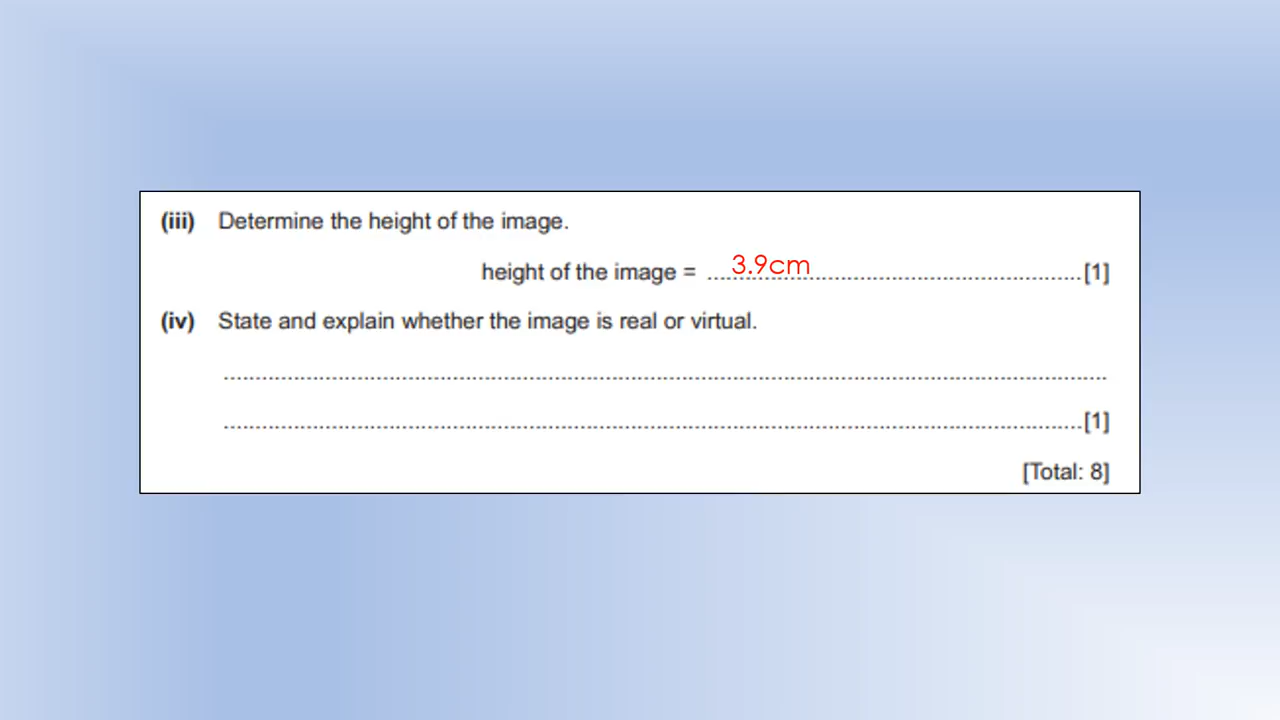 (iii) Determine the height of the image.
height of the image = ........3.9cm........................................[1]
(iv) State and explain whether the image is real or virtual.
................................................................................
................................................................................[1]
[Total: 8]